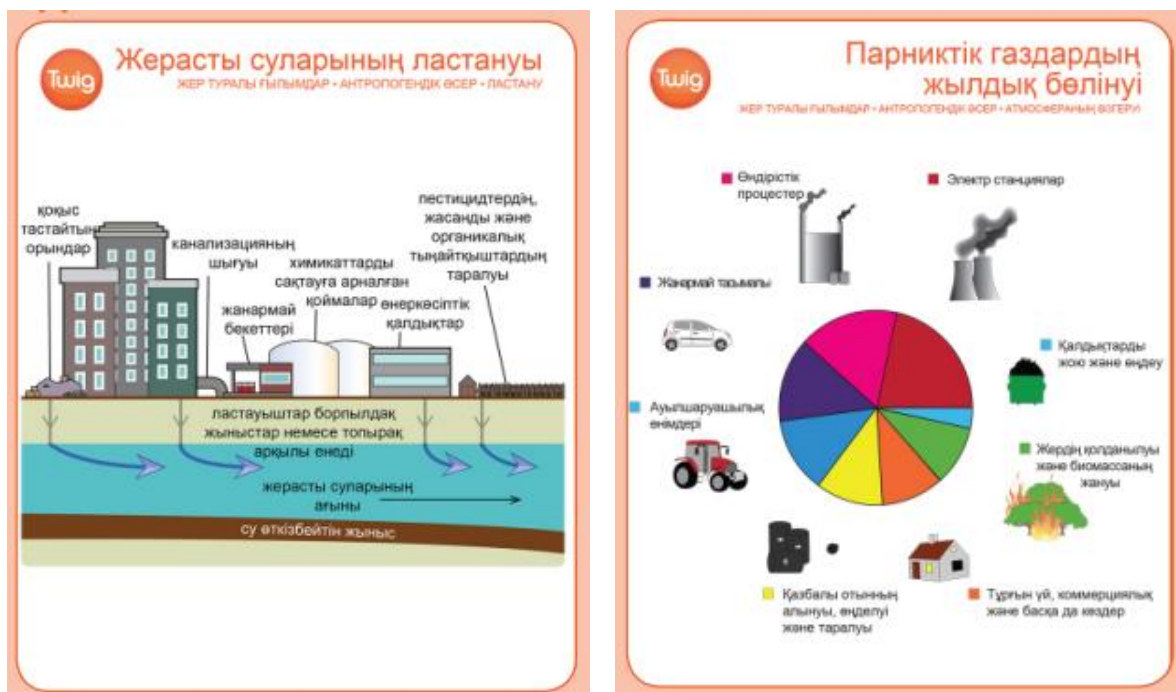 Twig
Жерасты суларының ластануы
ЖЕР ТУРАЛЫ ҒЫЛЫМДАР • АНТРОПОГЕНДІК ӘСЕР • ЛАСТАНУ
қоқыс
тастайтын
орындар
канализацияның
шығуы
жанармай
бекеттері
химикаттарды
сақтауға арналған
қоймалар
өнеркәсіптік
қалдықтар
пестицидтердің,
жасанды және
органикалық
тыңайтқыштардың
таралуы
ластауыштар борпылдақ
жыныстар немесе топырақ
арқылы енеді
жерасты суларының
ағыны
су өткізбейтін жыныс
Twig
Парниктік газдардың
жылдық бөлінуі
ЖЕР ТУРАЛЫ ҒЫЛЫМДАР • АНТРОПОГЕНДІК ӘСЕР • АТМОСФЕРАНЫҢ ӨЗГЕРУІ
Өндірістік
процестер
Электр станциялар
Жанармай тасымалы
Қалдықтарды
жою және өңдеу
Ауылшаруашылық
өнімдері
Жердің қолданылуы
және биомассаның
жануы
Қазбалы отынның
алынуы, өңделуі
және таралуы
Тұрғын үй, коммерциялық
және басқа да көздер